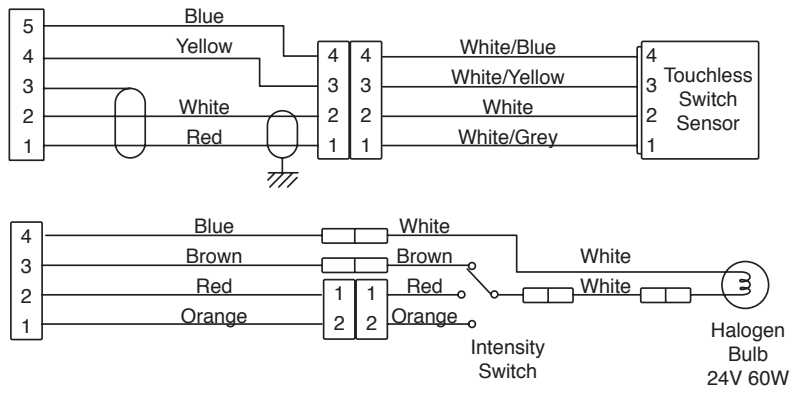 5 Blue
4 Yellow 4 4 White/Blue 4
3 3 3 White/Yellow 3 Touchless
2 White 2 2 White 2 Switch
1 Red 1 1 White/Grey 1 Sensor
4 Blue White
3 Brown Brown White
2 Red 1 1 Red White
1 Orange 2 2 Orange
Intensity
Switch
Halogen
Bulb
24V 60W